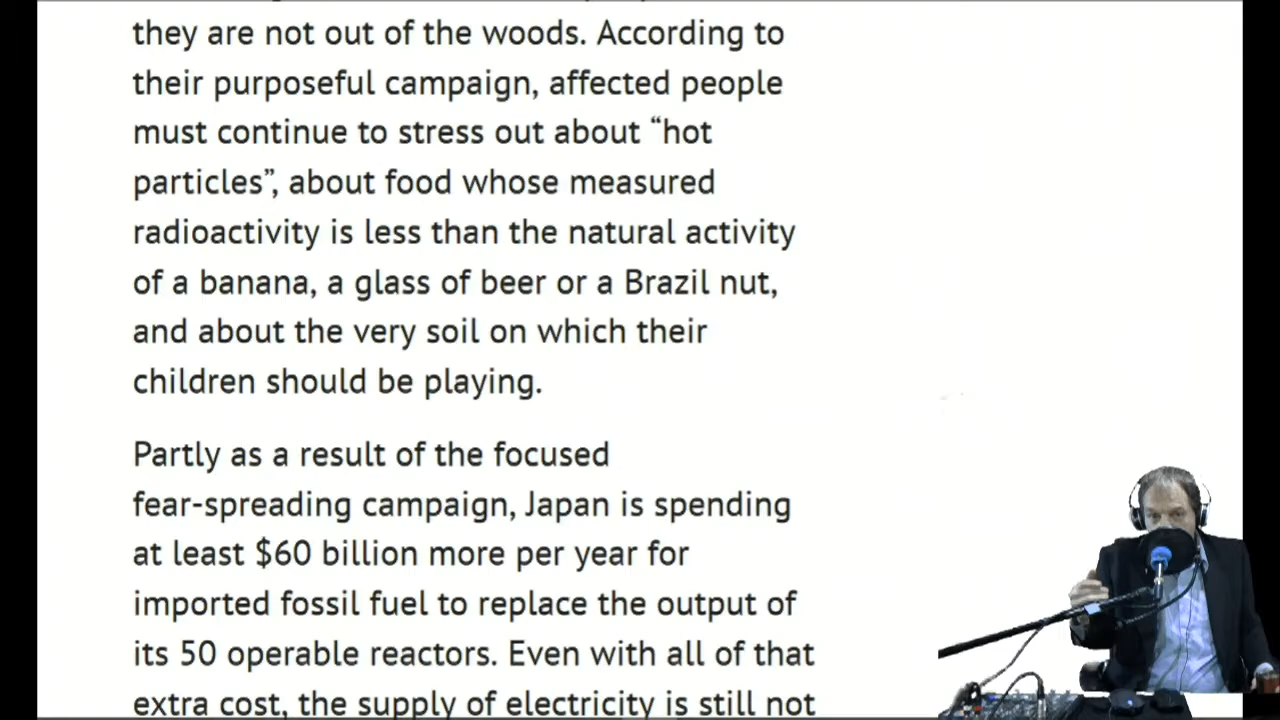 they are not out of the woods. According to
their purposeful campaign, affected people
must continue to stress out about “hot
particles”, about food whose measured
radioactivity is less than the natural activity
of a banana, a glass of beer or a Brazil nut,
and about the very soil on which their
children should be playing.
Partly as a result of the focused
fear-spreading campaign, Japan is spending
at least $60 billion more per year for
imported fossil fuel to replace the output of
its 50 operable reactors. Even with all of that
extra cost, the supply of electricity is still not